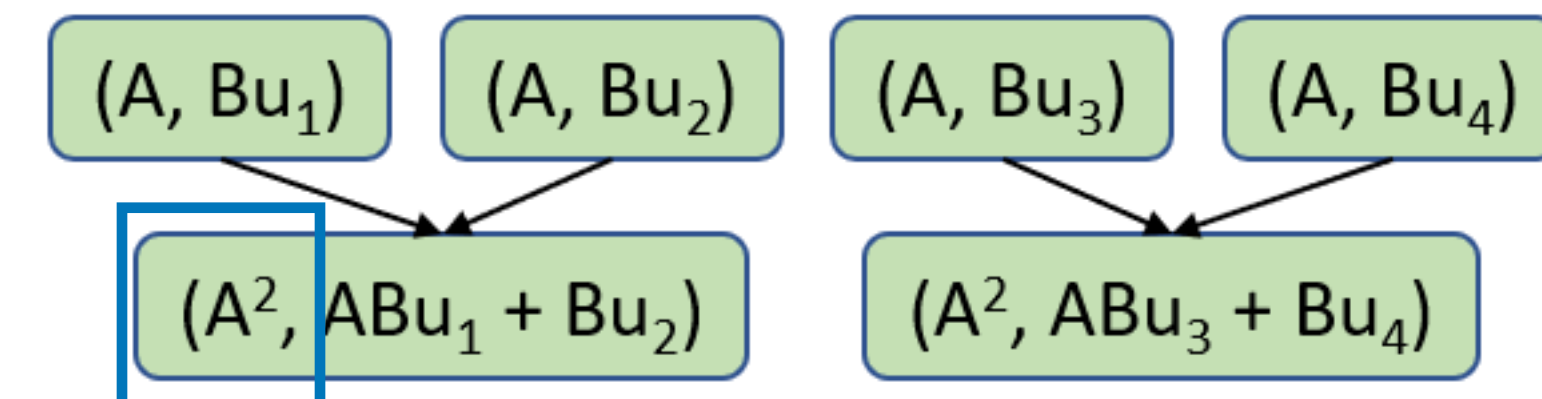 (A, Bu₁) (A, Bu₂) (A, Bu₃) (A, Bu₄)
(A², ABu₁ + Bu₂) (A², ABu₃ + Bu₄)